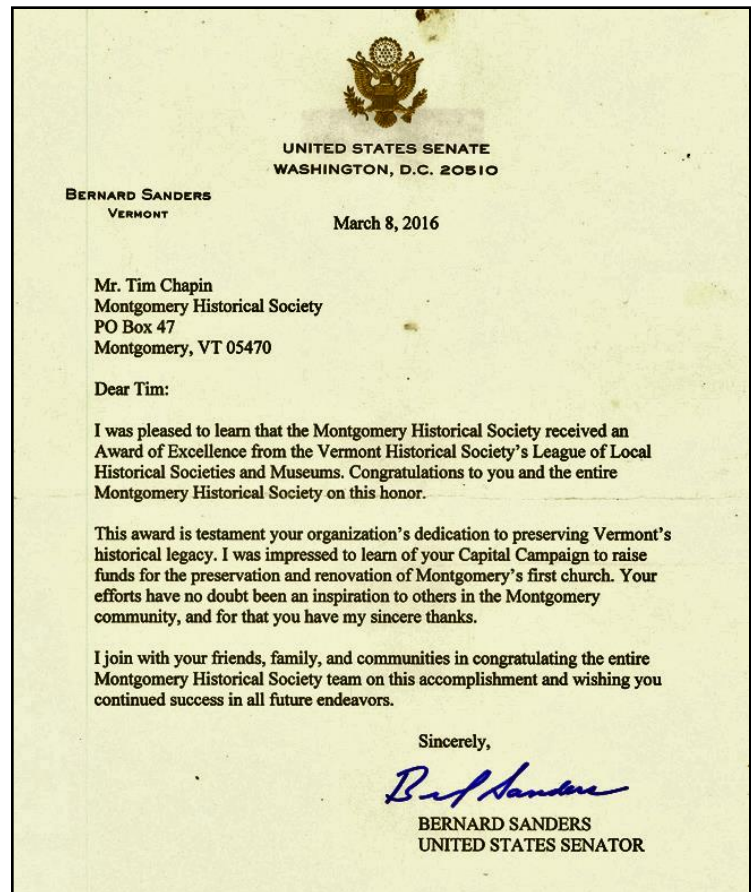 UNITED STATES SENATE
WASHINGTON, D.C. 20510
BERNARD SANDERS
VERMONT
March 8, 2016
Mr. Tim Chapin
Montgomery Historical Society
PO Box 47
Montgomery, VT 05470
Dear Tim:
I was pleased to learn that the Montgomery Historical Society received an
Award of Excellence from the Vermont Historical Society's League of Local
Historical Societies and Museums. Congratulations to you and the entire
Montgomery Historical Society on this honor.
This award is testament your organization's dedication to preserving Vermont's
historical legacy. I was impressed to learn of your Capital Campaign to raise
funds for the preservation and renovation of Montgomery's first church. Your
efforts have no doubt been an inspiration to others in the Montgomery
community, and for that you have my sincere thanks.
I join with your friends, family, and communities in congratulating the entire
Montgomery Historical Society team on this accomplishment and wishing you
continued success in all future endeavors.
Sincerely,
Sanders
BERNARD SANDERS
UNITED STATES SENATOR